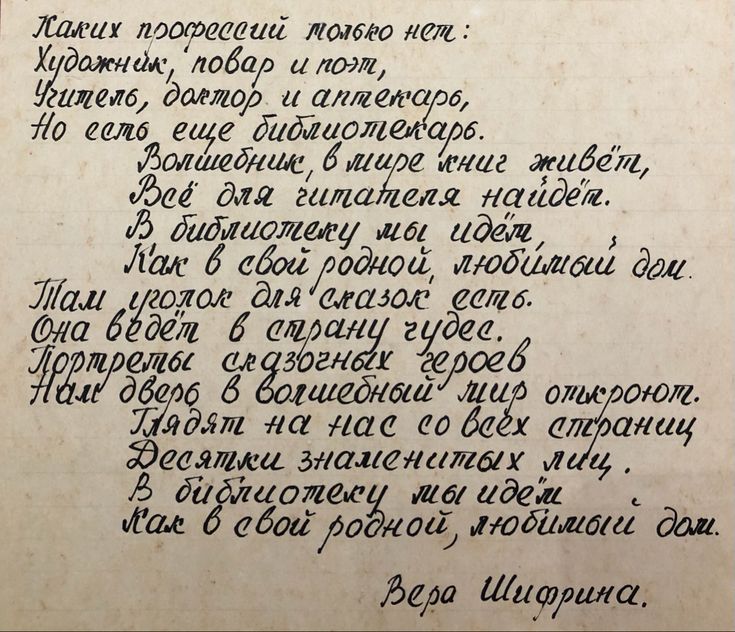 Каких профессий только нет:
Художник, повар и поэт,
Учитель, доктор и аптекарь,
Но есть еще библиотекарь.
Волшебник, в мире книг живёт,
Всё для читателя найдёт.
В библиотеку мы идём,
Как в свой родной, любимый дом.
Там уголок для сказок есть.
Она ведёт в страну чудес.
Портреты сказочных героев
Нам дверь в волшебный мир откроют.
Глядят на нас со всех страниц
Десятки знаменитых лиц.
В библиотеку мы идём
Как в свой родной, любимый дом.
Вера Шифрина.